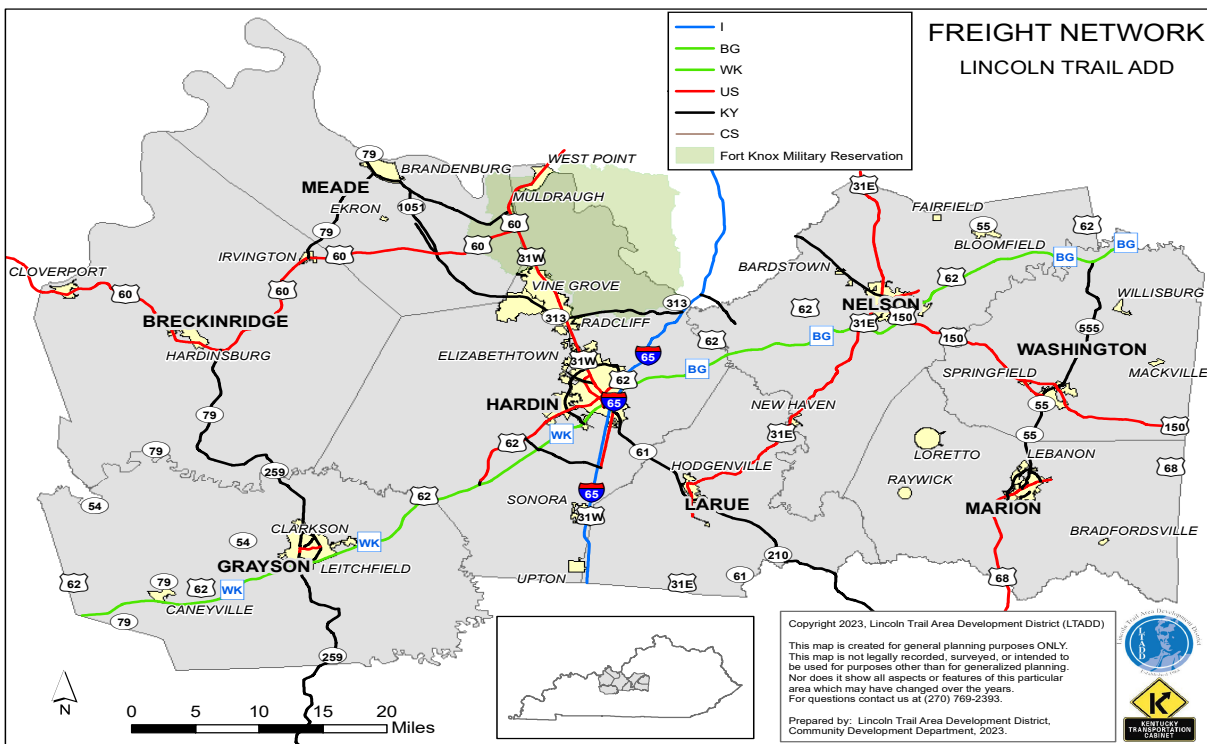 FREIGHT NETWORK
LINCOLN TRAIL ADD
I
BG
WK
US
KY
CS
Fort Knox Military Reservation
79
BRANDENBURG
WEST POINT
MEADE
MULDRAUGH
1051
EKRON
60
79
60
IRVINGTON
60
31W
31E
FAIRFIELD
55
62
BG
BLOOMFIELD
BG
BARDSTOWN
62
CLOVERPORT
60
60
VINE GROVE
313
NELSON
62
WILLISBURG
BRECKINRIDGE
313
RADCLIFF
31E
150
555
HARDINSBURG
ELIZABETHTOWN
31W
65
62
BG
BG
150
WASHINGTON
62
SPRINGFIELD
MACKVILLE
79
HARDIN
65
NEW HAVEN
55
WK
31E
150
62
61
55
79
259
HODGENVILLE
LORETTO
LEBANON
68
54
62
SONORA
65
31W
LARUE
RAYWICK
MARION
CLARKSON
54
WK
BRADFORDSVILLE
GRAYSON
LEITCHFIELD
210
62
79
62
WK
UPTON
31E
61
68
CANEYVILLE
79
259
N
0 5 10 15 20
Miles
Copyright 2023, Lincoln Trail Area Development District (LTADD)
This map is created for general planning purposes ONLY.
This map is not legally recorded, surveyed, or intended to
be used for purposes other than for generalized planning.
Nor does it show all aspects or features of this particular
area which may have changed over the years.
For questions contact us at (270) 769-2393.
Prepared by: Lincoln Trail Area Development District,
Community Development Department, 2023.
LTADD
KENTUCKY
TRANSPORTATION
CABINET